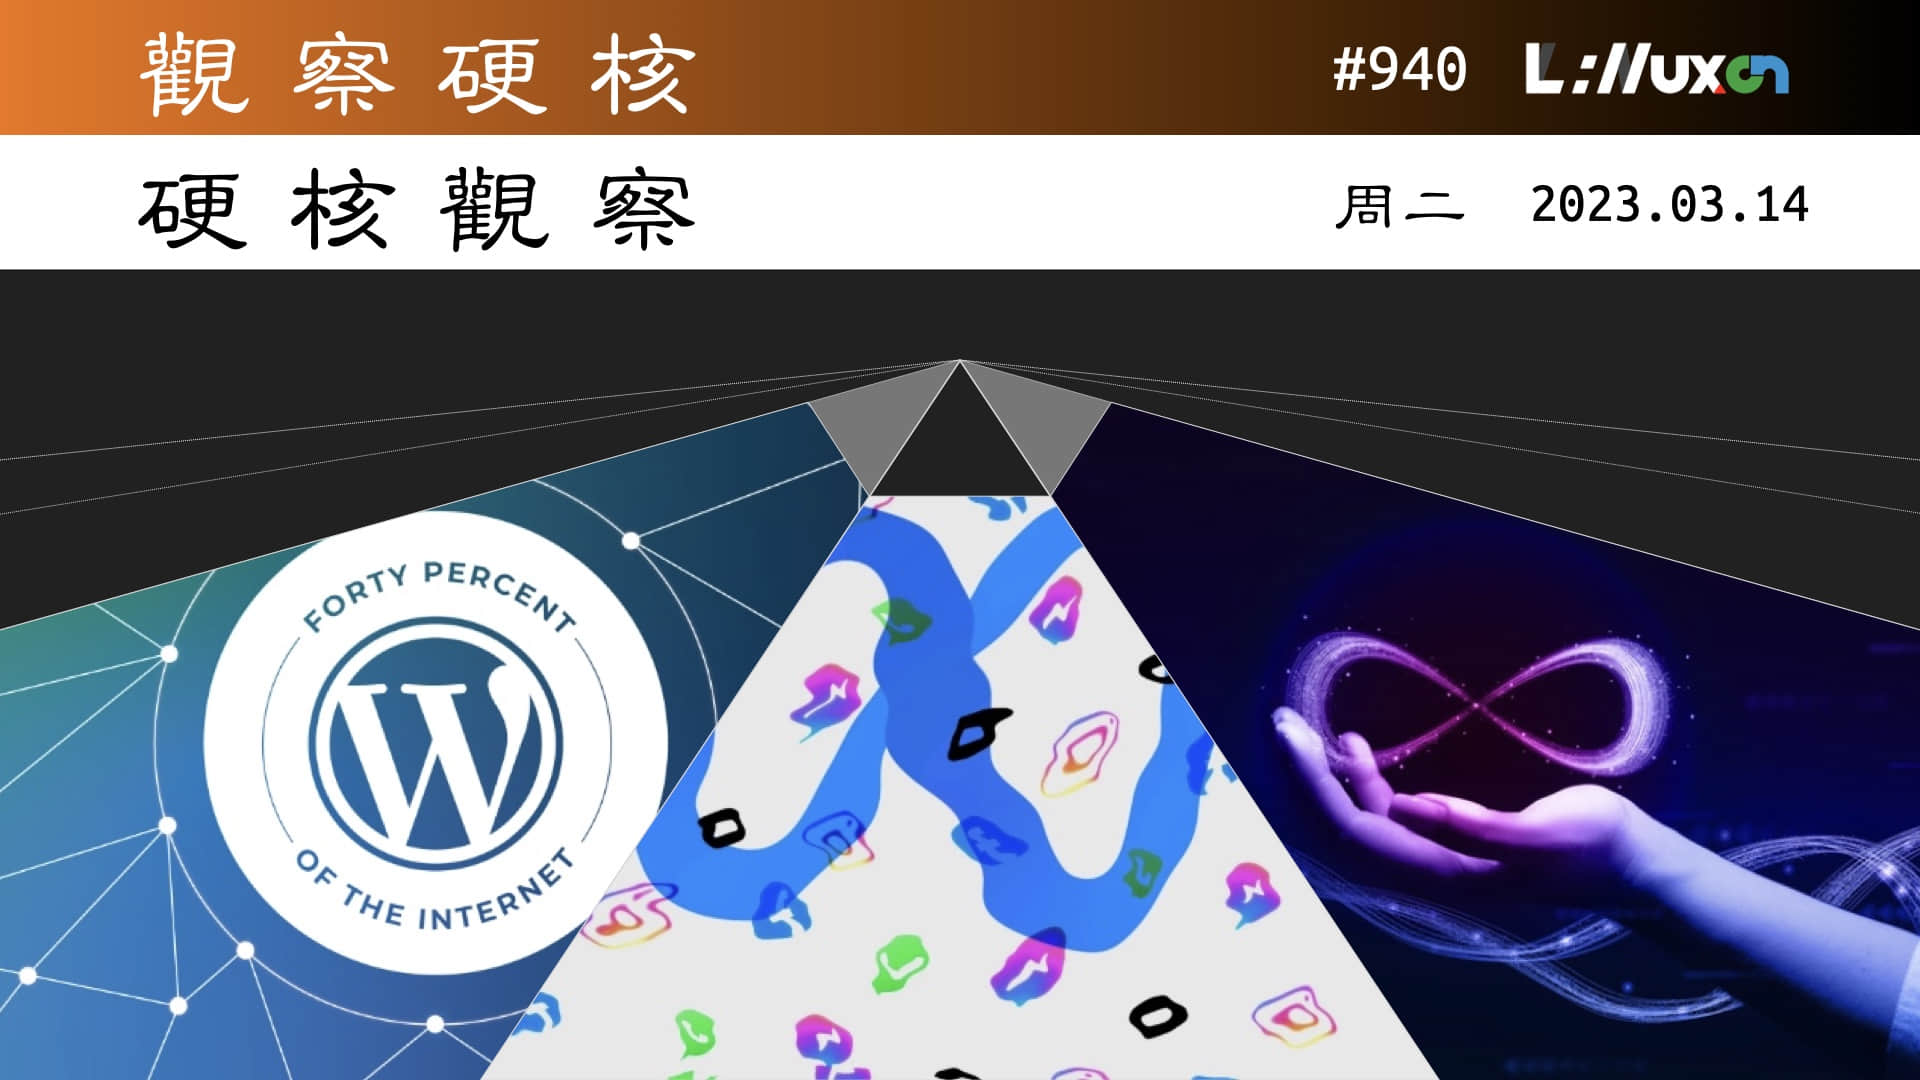 觀察硬核
#940 L://uxcn
硬核觀察
周二 2023.03.14
FORTY PERCENT
W
OF THE INTERNET